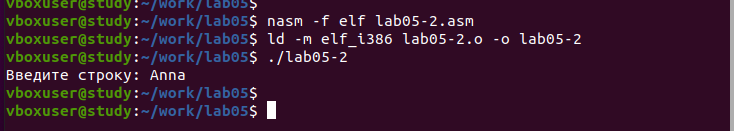 vboxuser@study:~/work/lab05$ nasm -f elf lab05-2.asm
vboxuser@study:~/work/lab05$ ld -m elf_i386 lab05-2.o -o lab05-2
vboxuser@study:~/work/lab05$ ./lab05-2
Введите строку: Anna
vboxuser@study:~/work/lab05$
vboxuser@study:~/work/lab05$